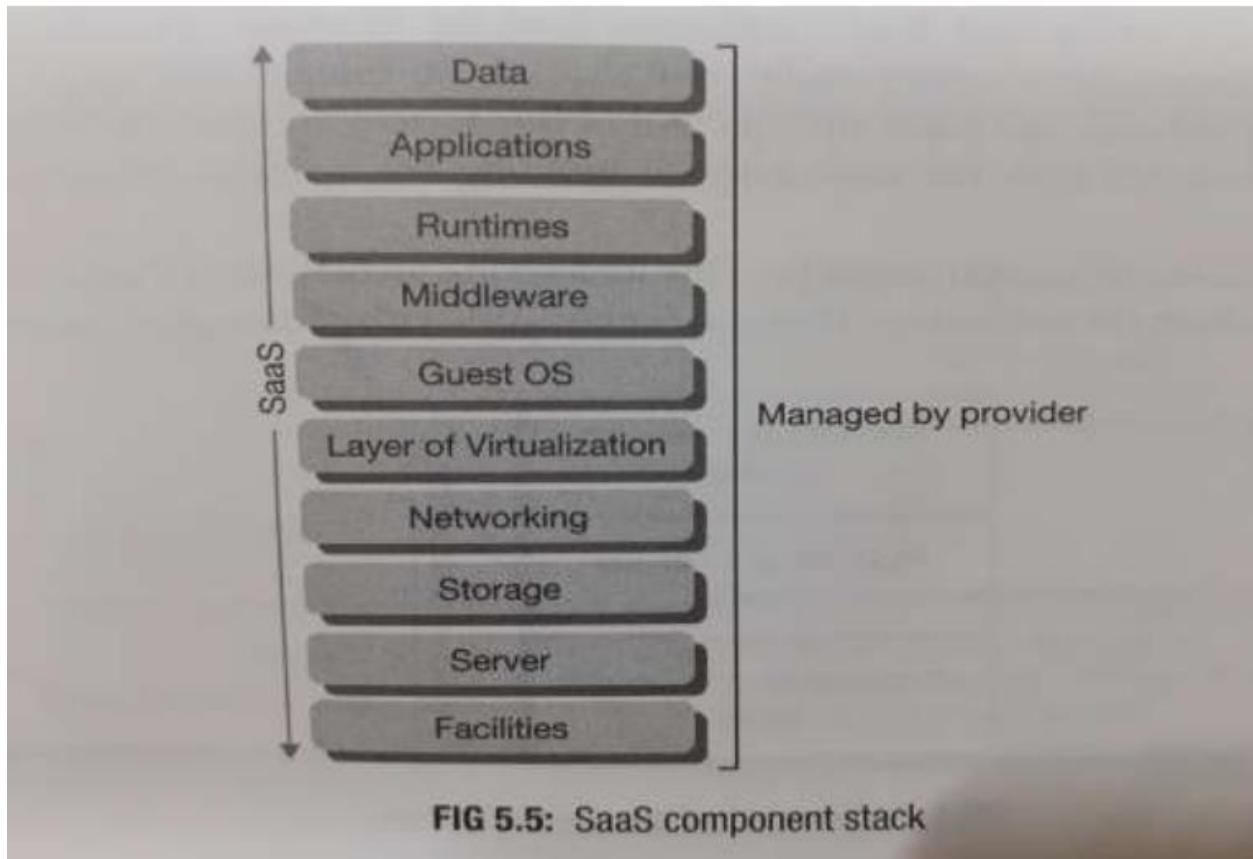 Data
Applications
Runtimes
Middleware
Guest OS
Layer of Virtualization
Networking
Storage
Server
Facilities
SaaS
Managed by provider
FIG 5.5: SaaS component stack